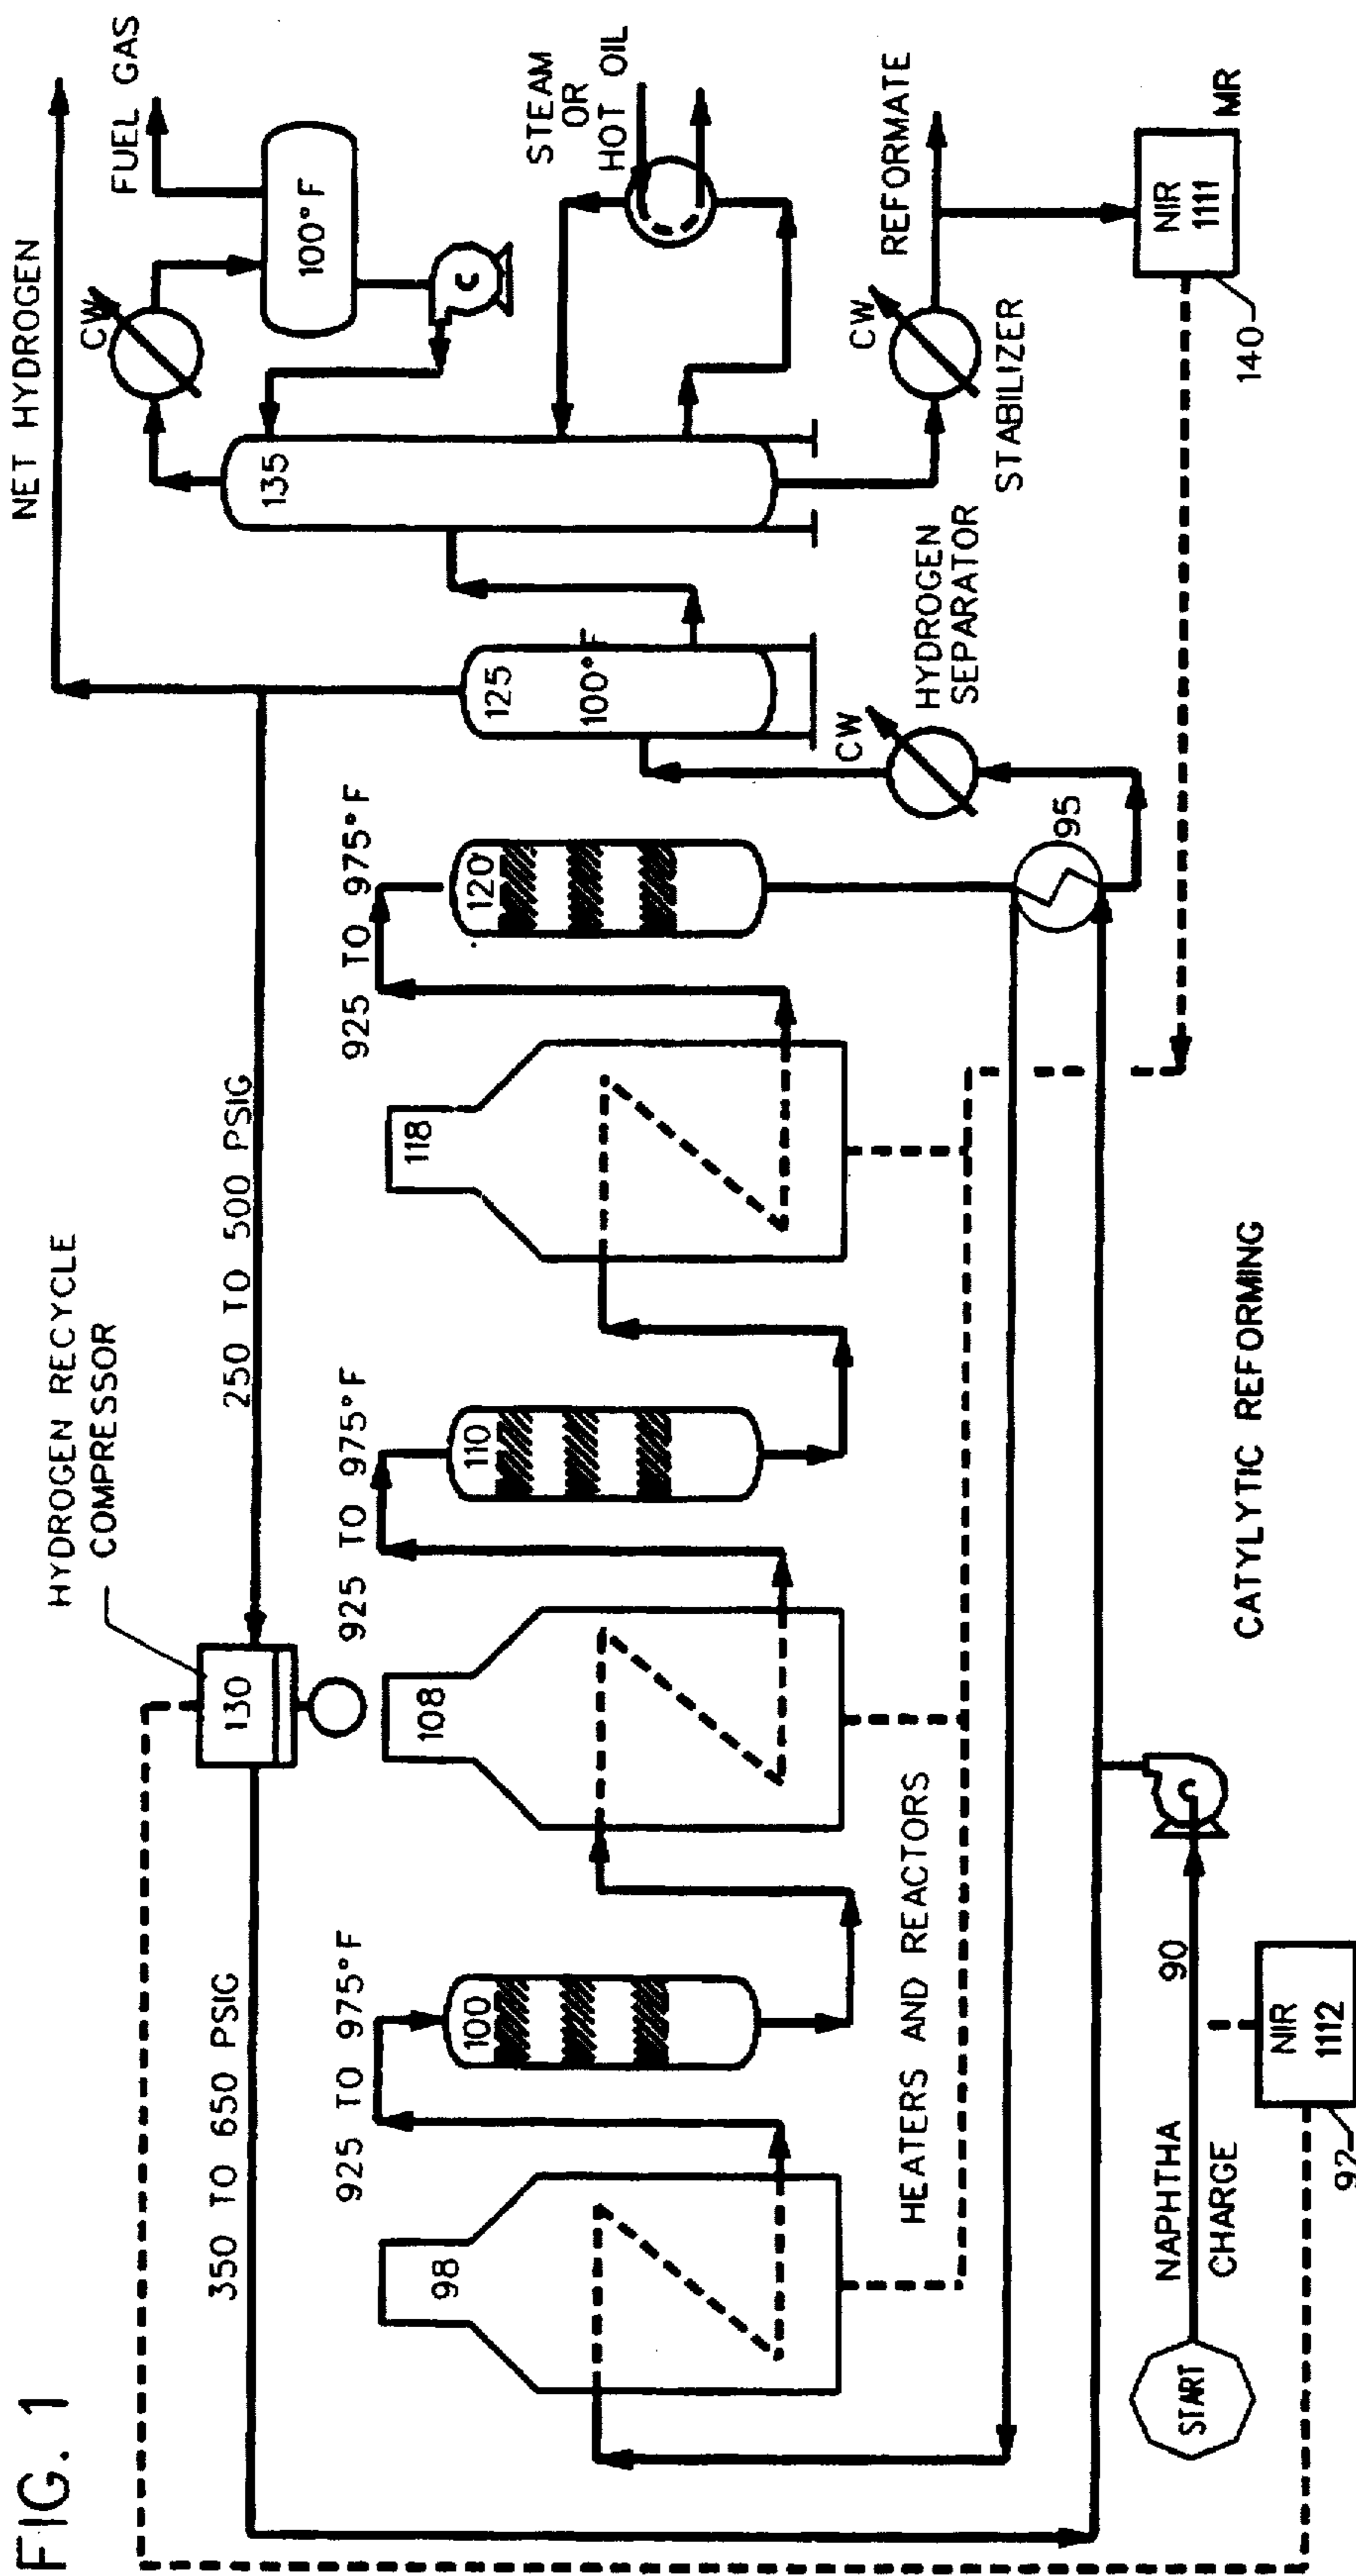 FIG. 1
NET HYDROGEN
FUEL GAS
CW
100° F
C
STEAM
OR
HOT OIL
135
REFORMATE
CW
STABILIZER
NIR
1111
MR
140
125
100° F
HYDROGEN
SEPARATOR
CW
95
HYDROGEN RECYCLE
COMPRESSOR
130
250 TO 500 PSIG
350 TO 650 PSIG
925 TO 975°F
120
118
925 TO 975°F
110
108
925 TO 975°F
100
98
HEATERS AND REACTORS
NAPHTHA
CHARGE
90
C
START
NIR
1112
92
CATYLYTIC REFORMING